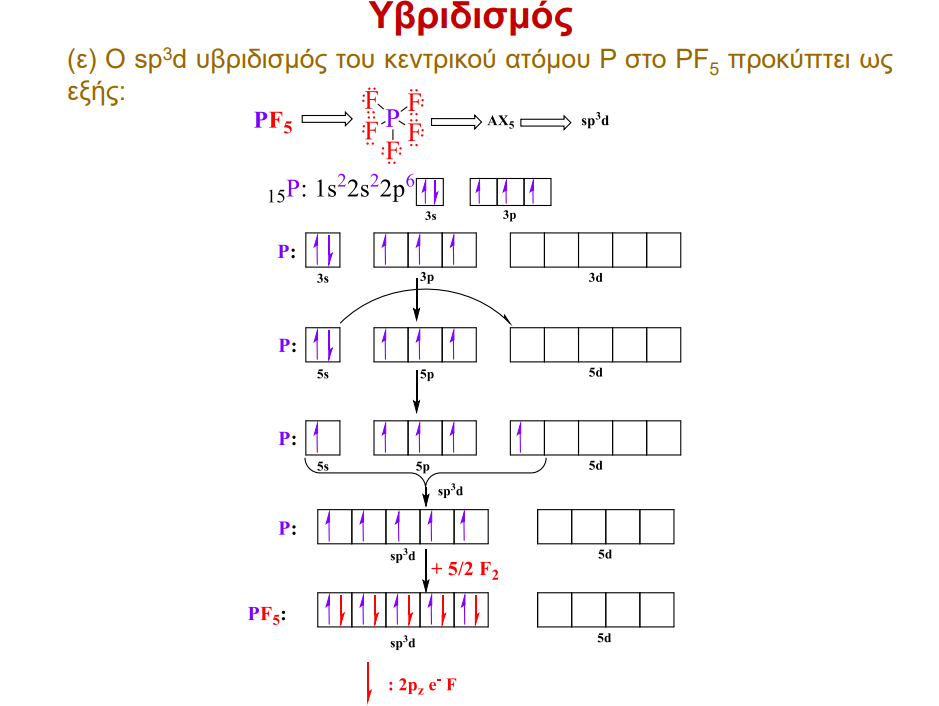 Υβριδισμός
(ε) Ο sp³d υβριδισμός του κεντρικού ατόμου P στο PF₅ προκύπτει ως
εξής:
PF₅ F F P F F F AX₅ sp³d
₁₅P: 1s²2s²2p⁶
3s 3p
P:
3s 3p 3d
P:
5s 5p 5d
P:
5s 5p 5d
sp³d
P:
sp³d 5d
+ 5/2 F₂
PF₅:
sp³d 5d
: 2p_z e⁻ F